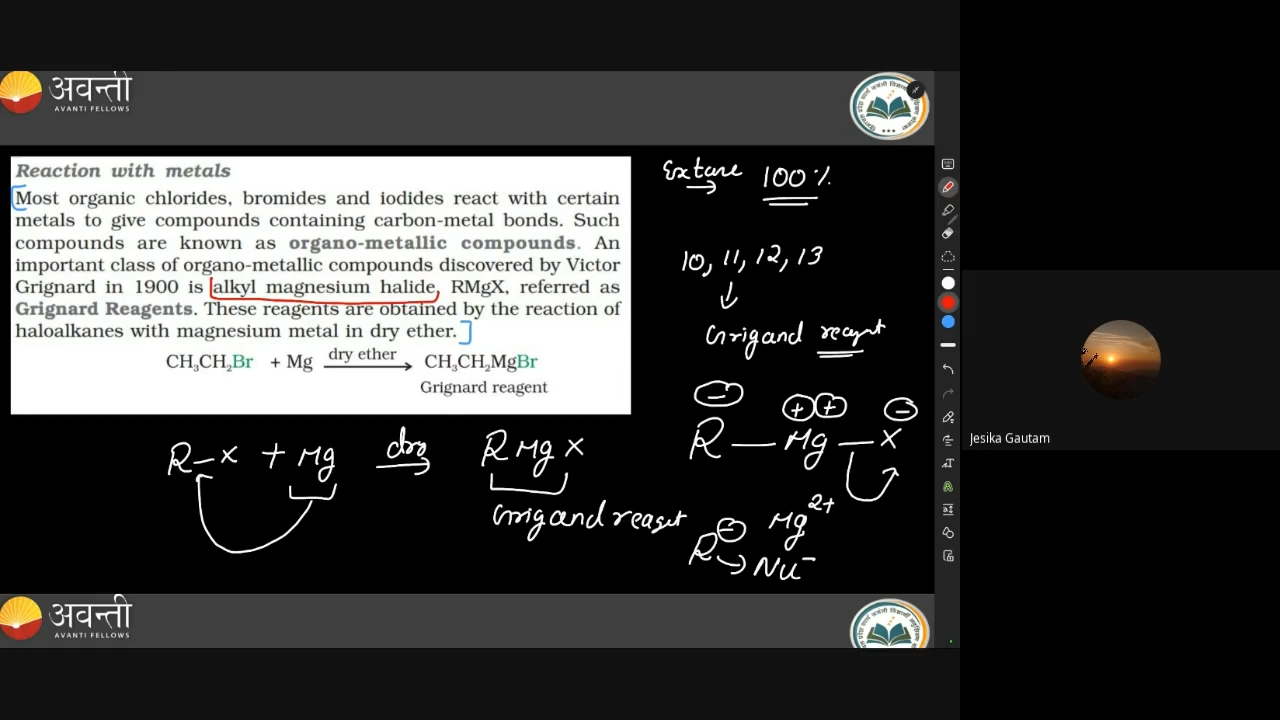 अवन्ती
AVANTI FELLOWS
Reaction with metals
Most organic chlorides, bromides and iodides react with certain
metals to give compounds containing carbon-metal bonds. Such
compounds are known as organo-metallic compounds. An
important class of organo-metallic compounds discovered by Victor
Grignard in 1900 is alkyl magnesium halide, RMgX, referred as
Grignard Reagents. These reagents are obtained by the reaction of
haloalkanes with magnesium metal in dry ether.
CH₃CH₂Br + Mg dry ether → CH₃CH₂MgBr
Grignard reagent
100%
10, 11, 12, 13
↓
Grigand reagent
⊖ ⊕⊕ ⊖
R — Mg — X
R – X + Mg dry → R Mg X
Grigand reagent
Mg²⁺
R⊖ → Nu⁻
Jesika Gautam
अवन्ती
AVANTI FELLOWS